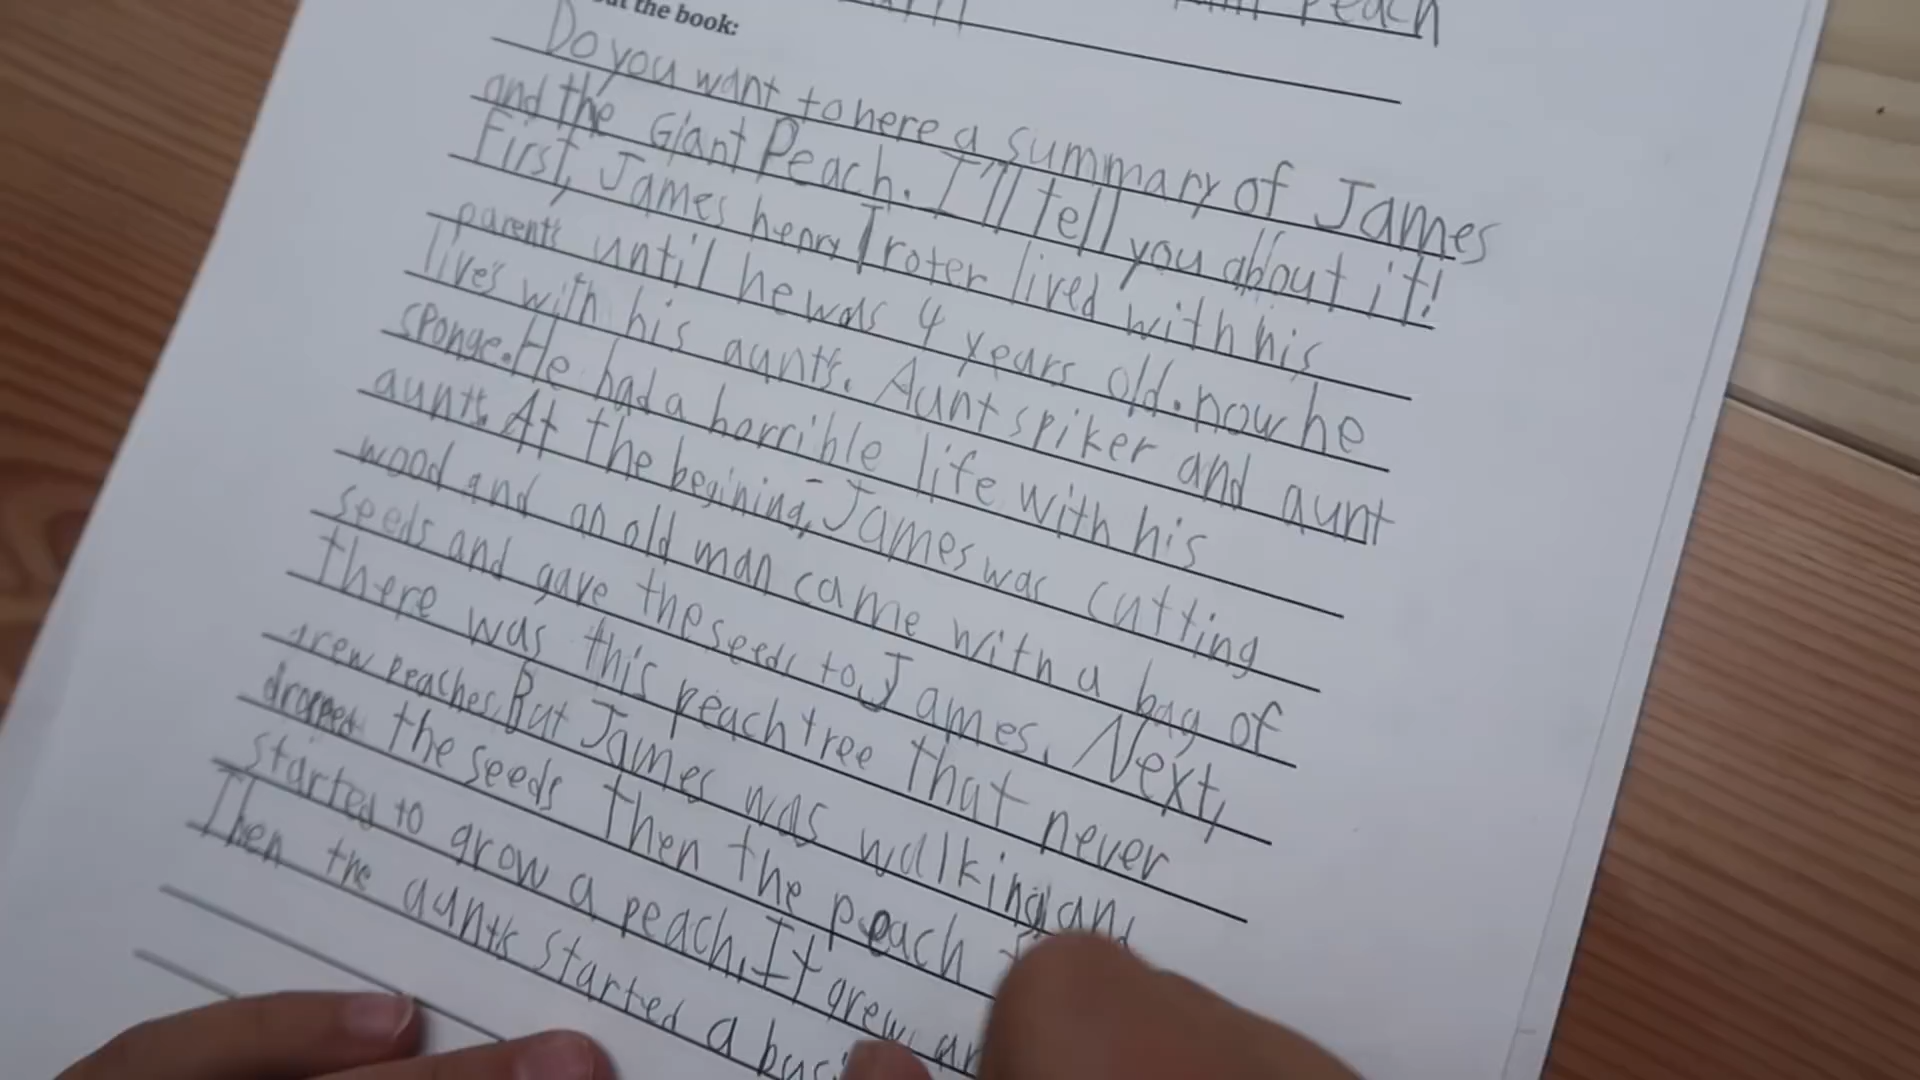 Peach
the book:
Do you want to here a summary of James
and the Giant Peach. I'll tell you about it!
First, James henry Troter lived with his
parents until he was 4 years old. now he
lives with his aunts. Aunt spiker and aunt
sponge. He had a horrible life with his
aunts. At the begining, James was cutting
wood and an old man came with a bag of
seeds and gave the seeds to James. Next,
there was this peach tree that never
grew peaches. But James was walking and
dropped the seeds then the peach
started to grow a peach. It grew
Then the aunts started a